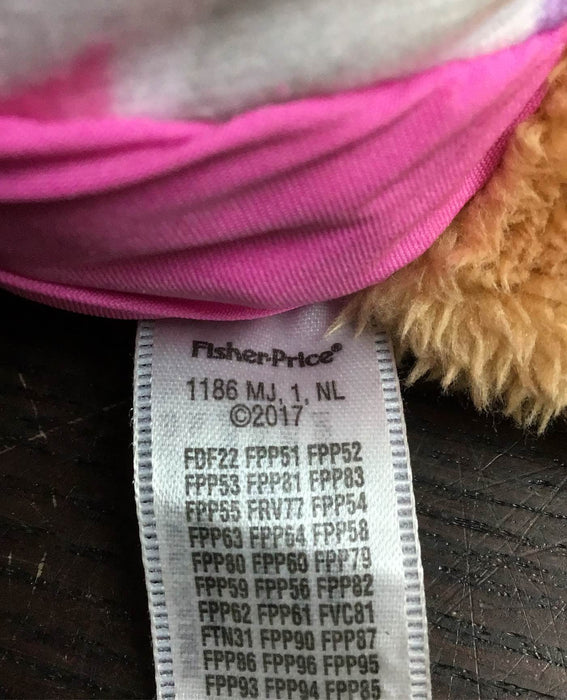 Fisher-Price®
1186 MJ, 1, NL
©2017
FDF22 FPP51 FPP52
FPP53 FPP81 FPP83
FPP55 FRV77 FPP54
FPP63 FPP64 FPP58
FPP80 FPP60 FPP79
FPP59 FPP56 FPP82
FPP62 FPP61 FVC81
FTN31 FPP90 FPP87
FPP86 FPP96 FPP95
FPP93 FPP94 FPP85